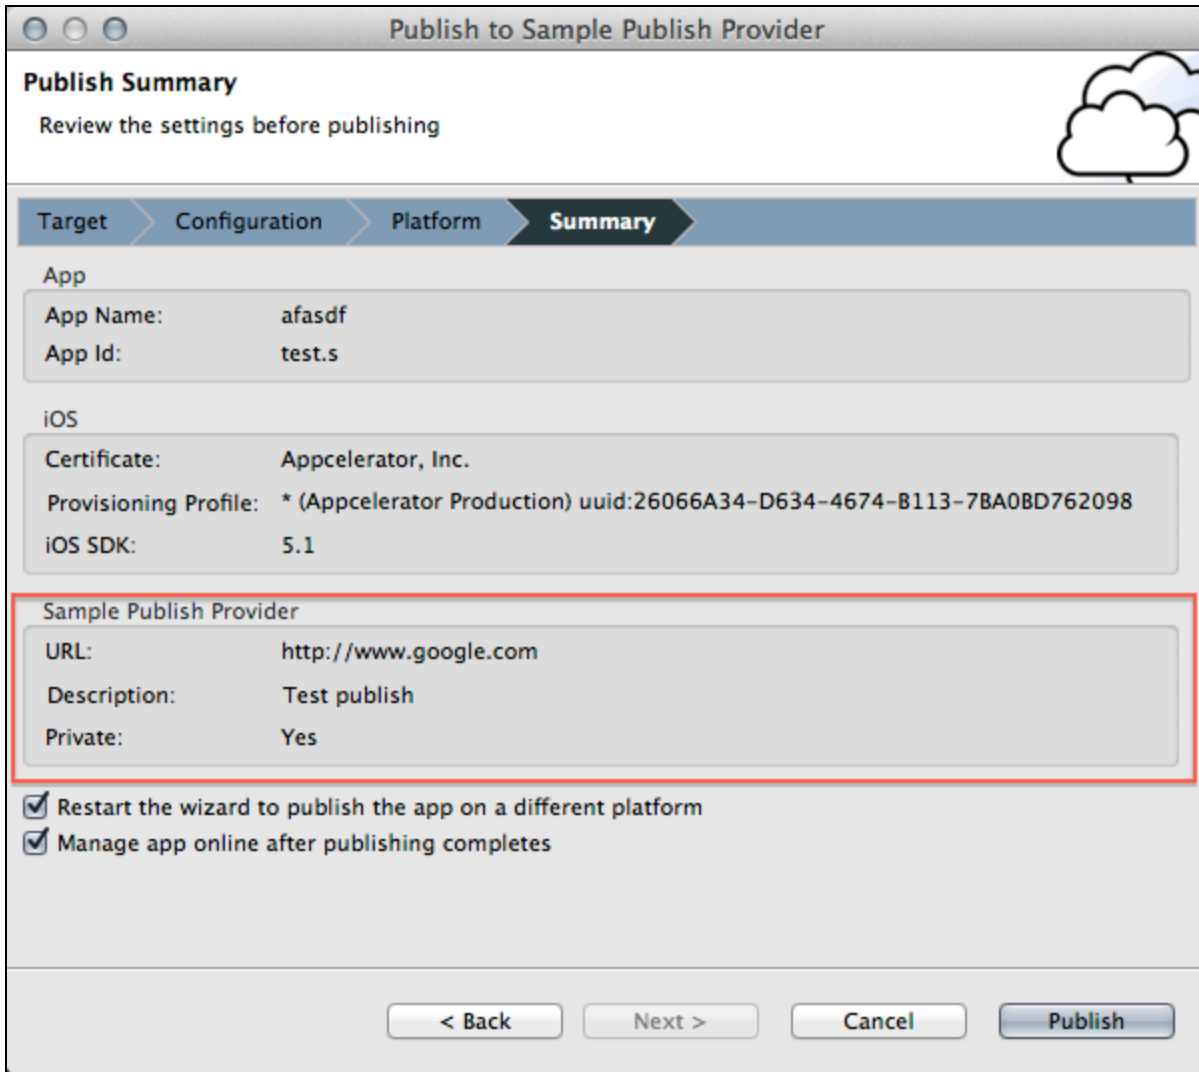 Publish to Sample Publish Provider
Publish Summary
Review the settings before publishing
Target Configuration Platform Summary
App
App Name: afasdf
App Id: test.s
iOS
Certificate: Appcelerator, Inc.
Provisioning Profile: * (Appcelerator Production) uuid:26066A34-D634-4674-B113-7BA0BD762098
iOS SDK: 5.1
Sample Publish Provider
URL: http://www.google.com
Description: Test publish
Private: Yes
Restart the wizard to publish the app on a different platform
Manage app online after publishing completes
< Back Next > Cancel Publish